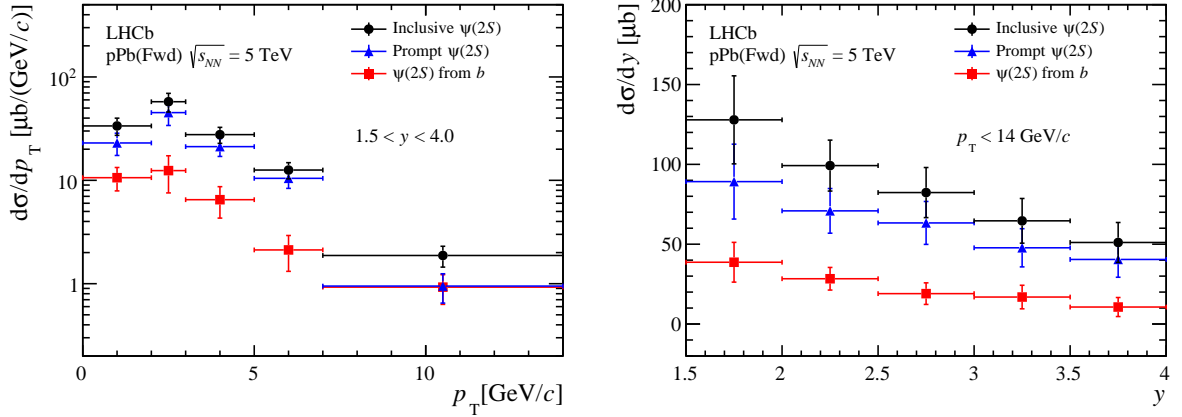 dσ/dp_T [μb/(GeV/c)]
10²
10
1
LHCb
pPb(Fwd) √s_NN = 5 TeV
Inclusive ψ(2S)
Prompt ψ(2S)
ψ(2S) from b
1.5 < y < 4.0
0 5 10
p_T [GeV/c]
dσ/dy [μb]
200
150
100
50
0
LHCb
pPb(Fwd) √s_NN = 5 TeV
Inclusive ψ(2S)
Prompt ψ(2S)
ψ(2S) from b
p_T < 14 GeV/c
1.5 2 2.5 3 3.5 4
y